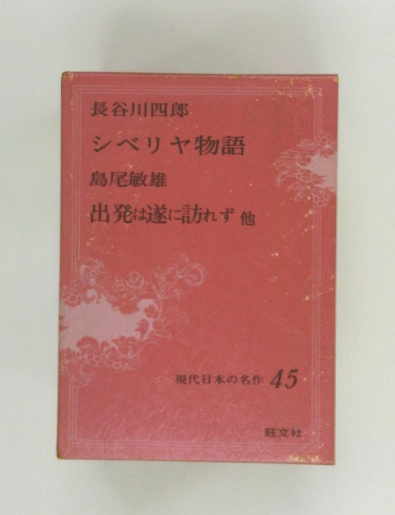 長谷川四郎
シベリヤ物語
島尾敏雄
出発は遂に訪れず 他
現代日本の名作 45
旺文社